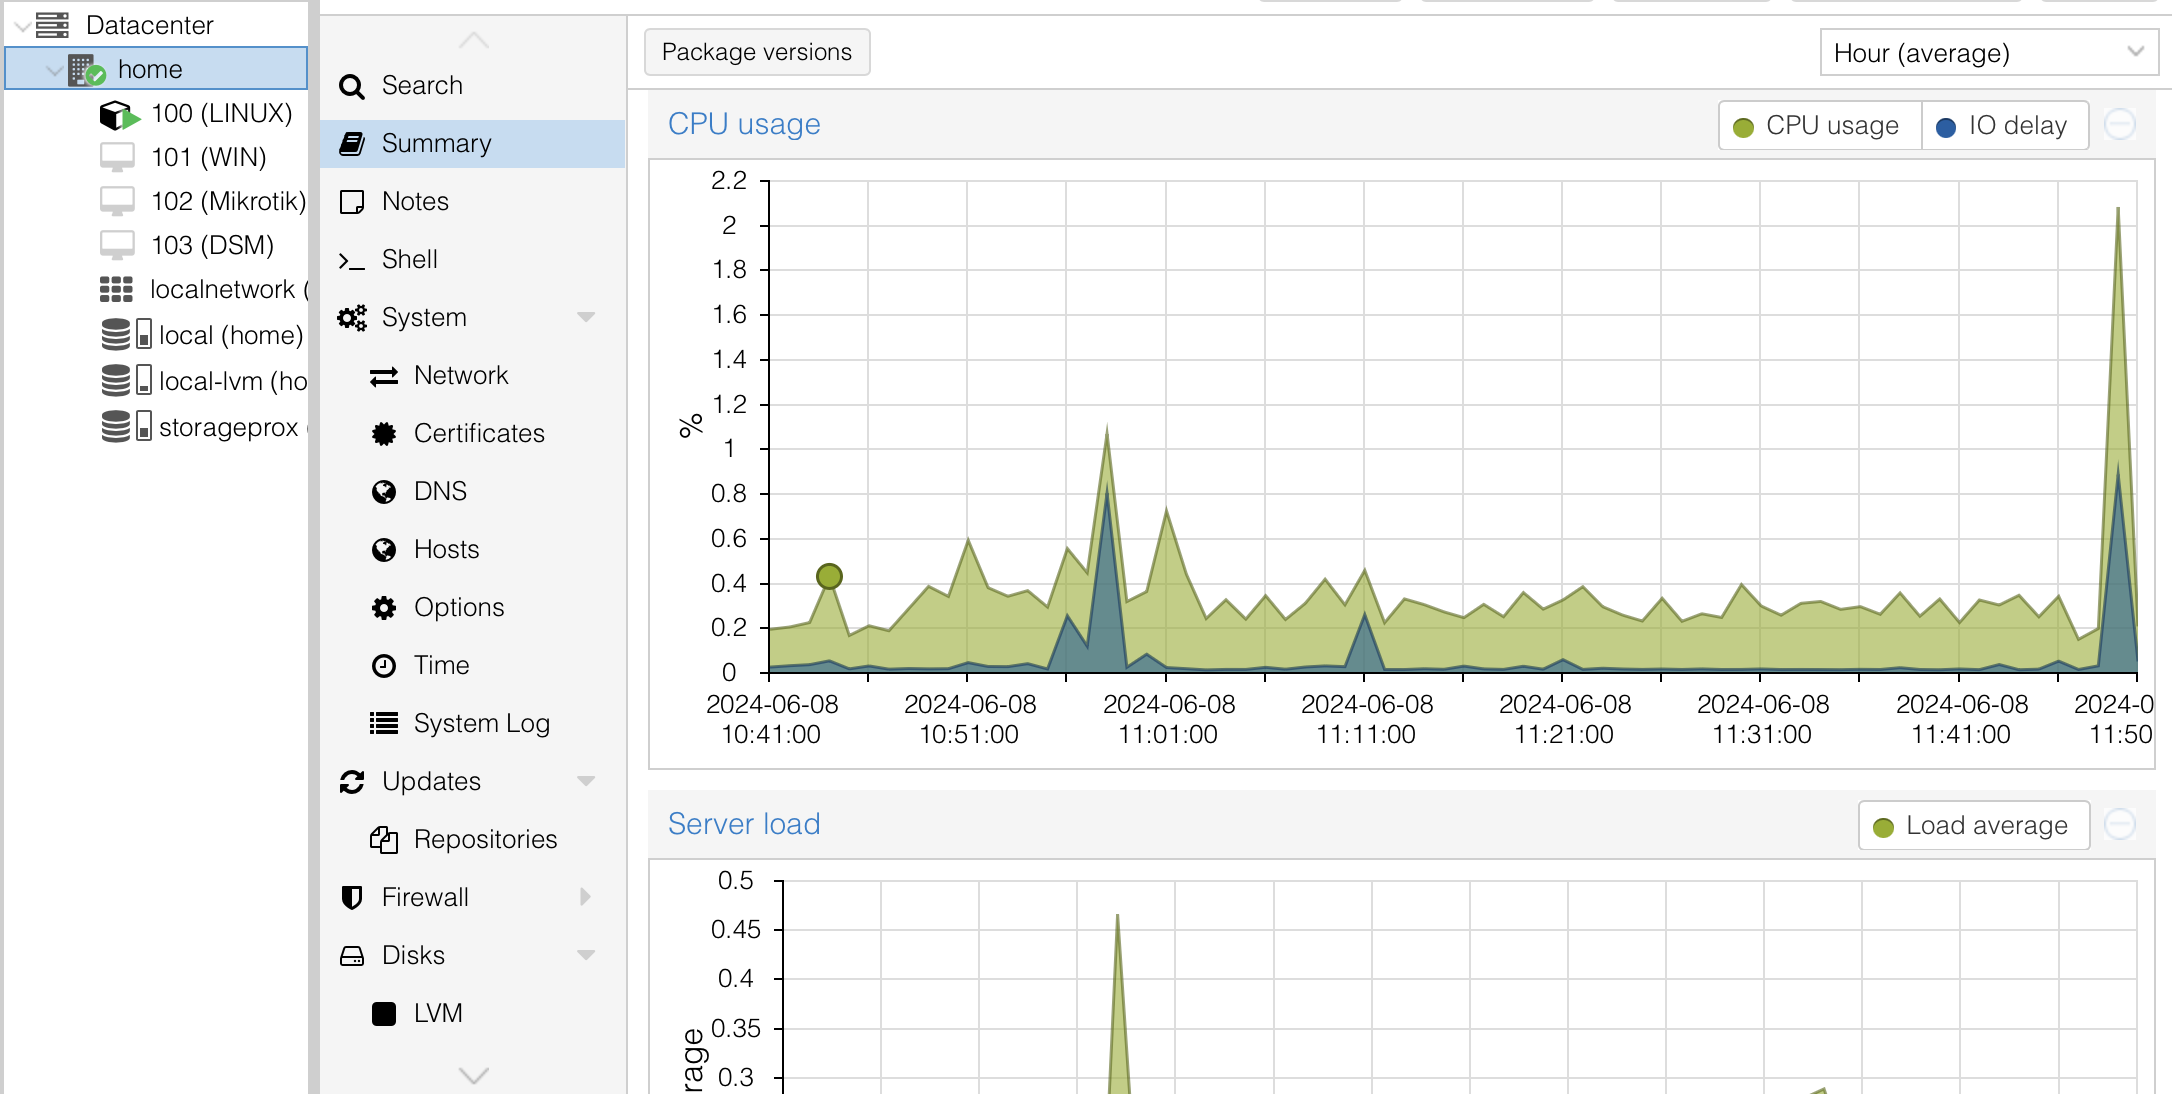 Datacenter
home
100 (LINUX)
101 (WIN)
102 (Mikrotik)
103 (DSM)
localnetwork (
local (home)
local-lvm (ho
storageprox
Search
Summary
Notes
Shell
System
Network
Certificates
DNS
Hosts
Options
Time
System Log
Updates
Repositories
Firewall
Disks
LVM
Package versions
Hour (average)
CPU usage
CPU usage
IO delay
2.2
2
1.8
1.6
1.4
1.2
1
0.8
0.6
0.4
0.2
0
%
2024-06-08 10:41:00
2024-06-08 10:51:00
2024-06-08 11:01:00
2024-06-08 11:11:00
2024-06-08 11:21:00
2024-06-08 11:31:00
2024-06-08 11:41:00
2024-0 11:50
Server load
Load average
0.5
0.45
0.4
0.35
0.3
rage